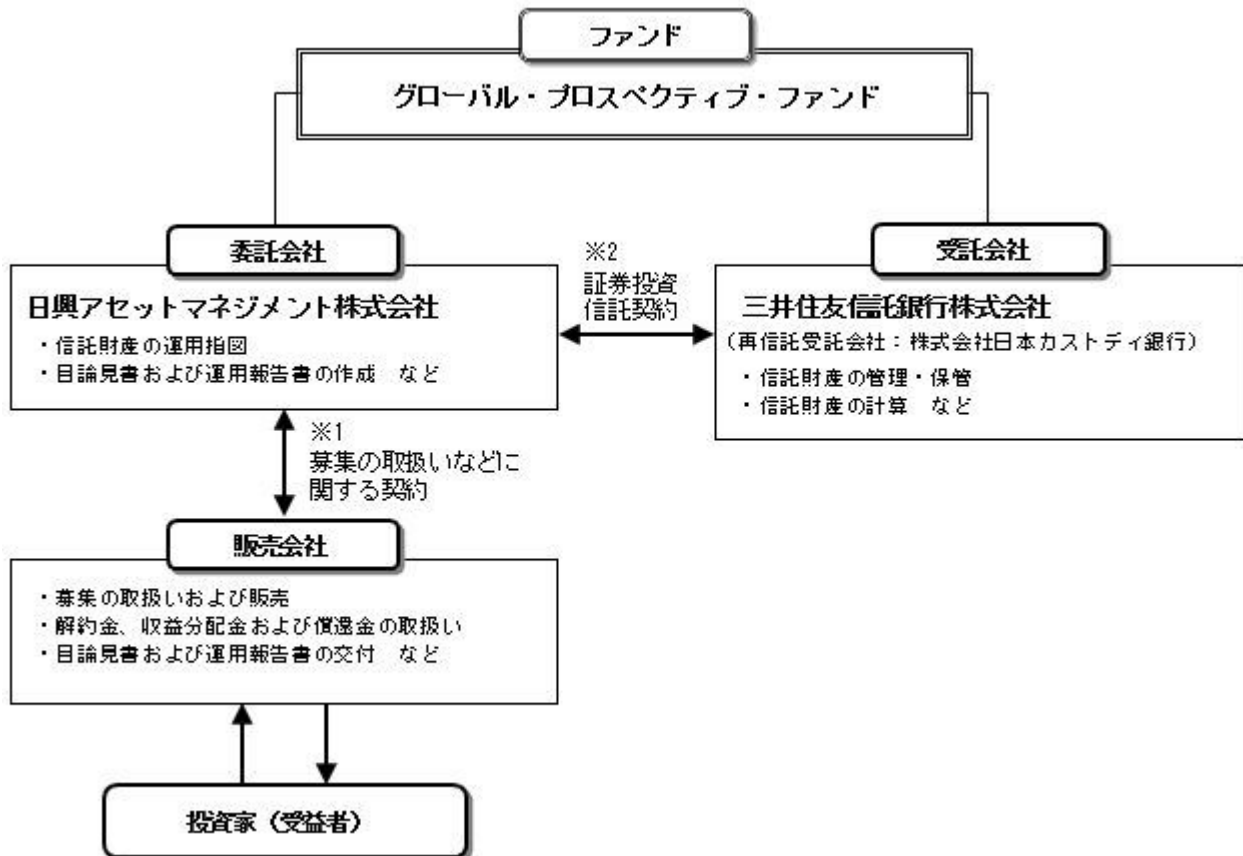 ファンド
グローバル・プロスペクティブ・ファンド
委託会社
日興アセットマネジメント株式会社
・信託財産の運用指図
・目論見書および運用報告書の作成　など
※2
証券投資
信託契約
受託会社
三井住友信託銀行株式会社
（再信託受託会社：株式会社日本カストディ銀行）
・信託財産の管理・保管
・信託財産の計算　など
※1
募集の取扱いなどに
関する契約
販売会社
・募集の取扱いおよび販売
・解約金、収益分配金および償還金の取扱い
・目論見書および運用報告書の交付　など
投資家（受益者）